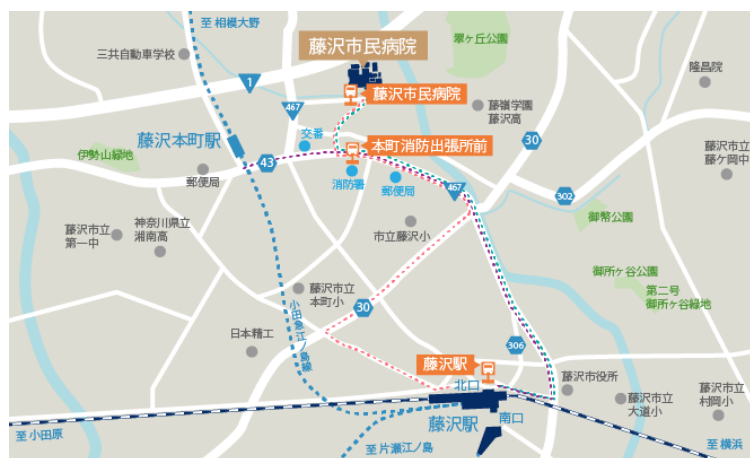 至 相模大野
藤沢市民病院
翠ヶ丘公園
三共自動車学校
隆昌院
1
藤沢市民病院
467
藤嶺学園
藤沢高
交番
本町消防出張所前
30
藤沢本町駅
藤沢市立
藤ケ岡中
伊勢山緑地
43
郵便局
消防署
郵便局
467
302
御幣公園
藤沢市立
第一中
神奈川県立
湘南高
市立藤沢小
御所ヶ谷公園
第二号
御所ヶ谷緑地
藤沢市立
本町小
小田急江ノ島線
30
日本精工
306
藤沢駅
北口
藤沢市役所
藤沢市立
大道小
藤沢市立
村岡小
藤沢駅
南口
至 小田原
至 片瀬江ノ島
至 横浜